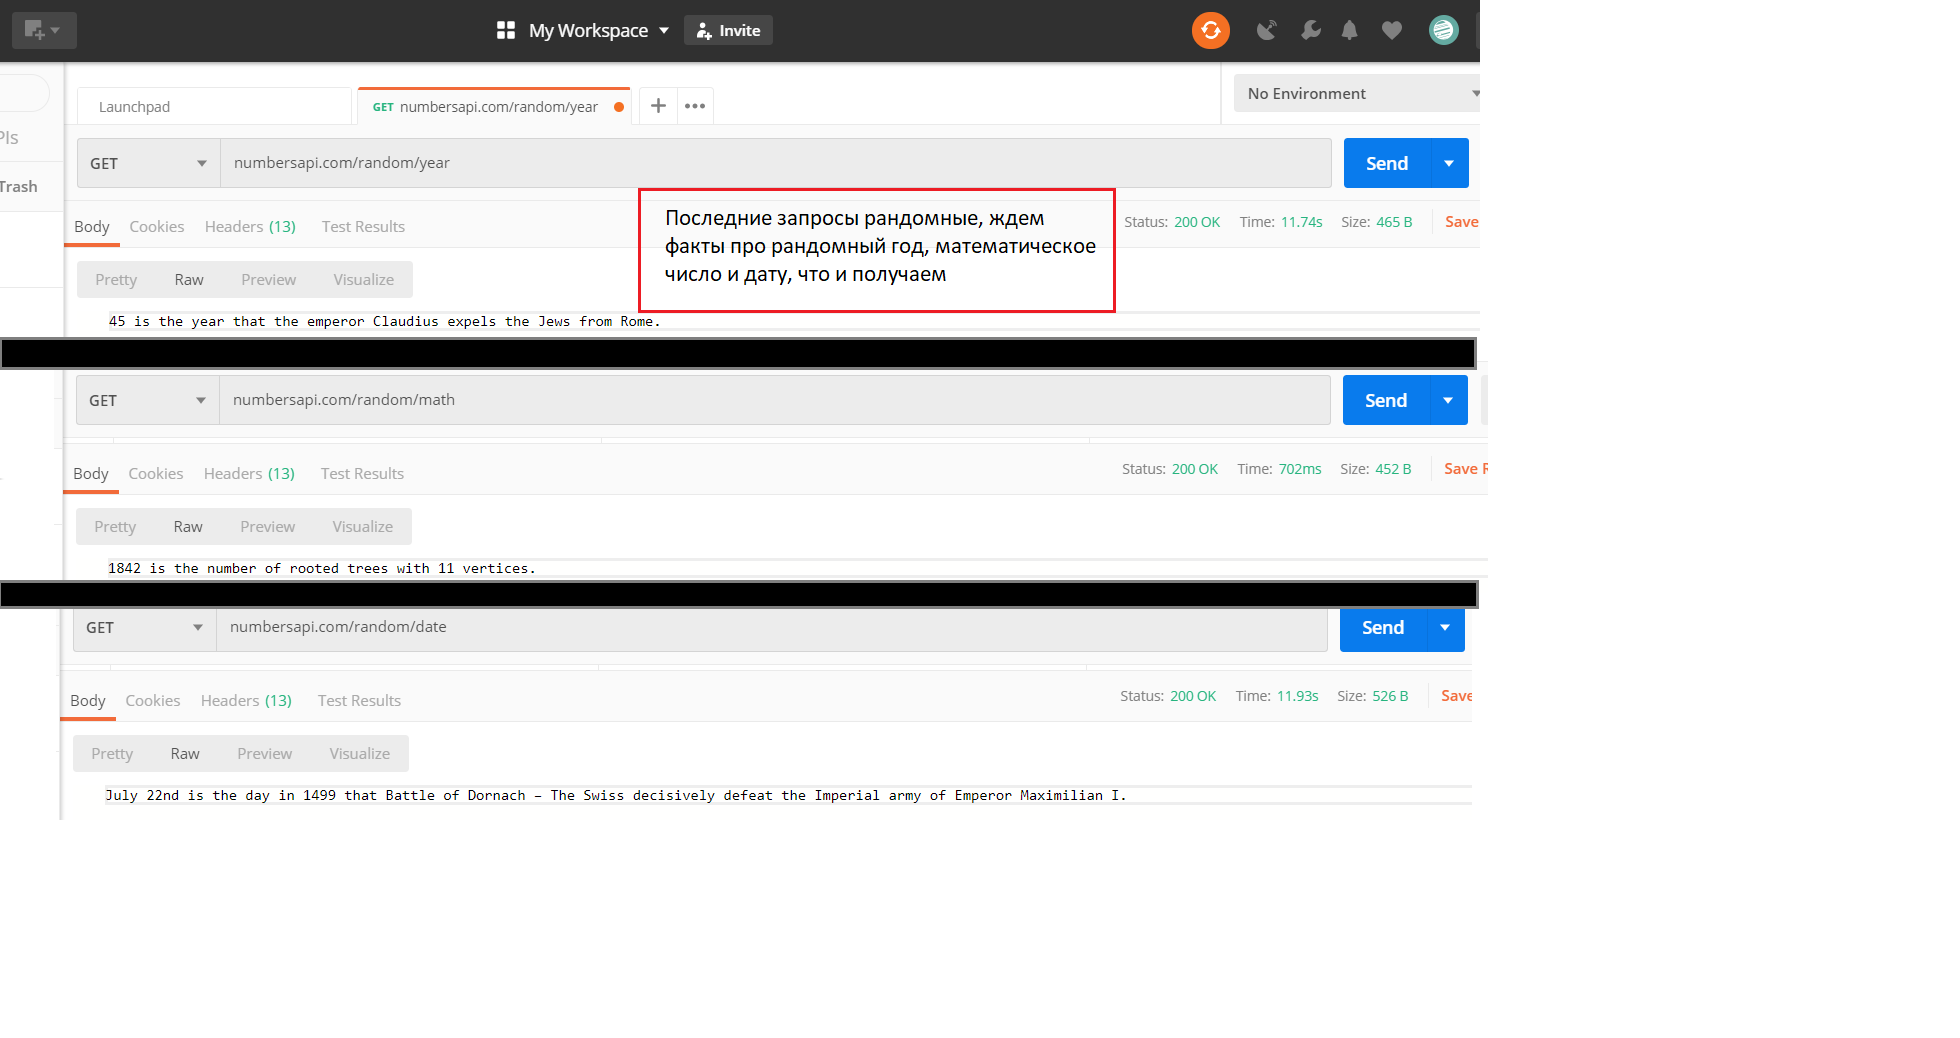 My Workspace
Invite
Launchpad
GET numbersapi.com/random/year
No Environment
PIs
GET
numbersapi.com/random/year
Send
Trash
Последние запросы рандомные, ждем
факты про рандомный год, математическое
число и дату, что и получаем
Body Cookies Headers (13) Test Results
Status: 200 OK Time: 11.74s Size: 465 B Save
Pretty Raw Preview Visualize
45 is the year that the emperor Claudius expels the Jews from Rome.
GET
numbersapi.com/random/math
Send
Body Cookies Headers (13) Test Results
Status: 200 OK Time: 702ms Size: 452 B Save R
Pretty Raw Preview Visualize
1842 is the number of rooted trees with 11 vertices.
GET
numbersapi.com/random/date
Send
Body Cookies Headers (13) Test Results
Status: 200 OK Time: 11.93s Size: 526 B Save
Pretty Raw Preview Visualize
July 22nd is the day in 1499 that Battle of Dornach – The Swiss decisively defeat the Imperial army of Emperor Maximilian I.